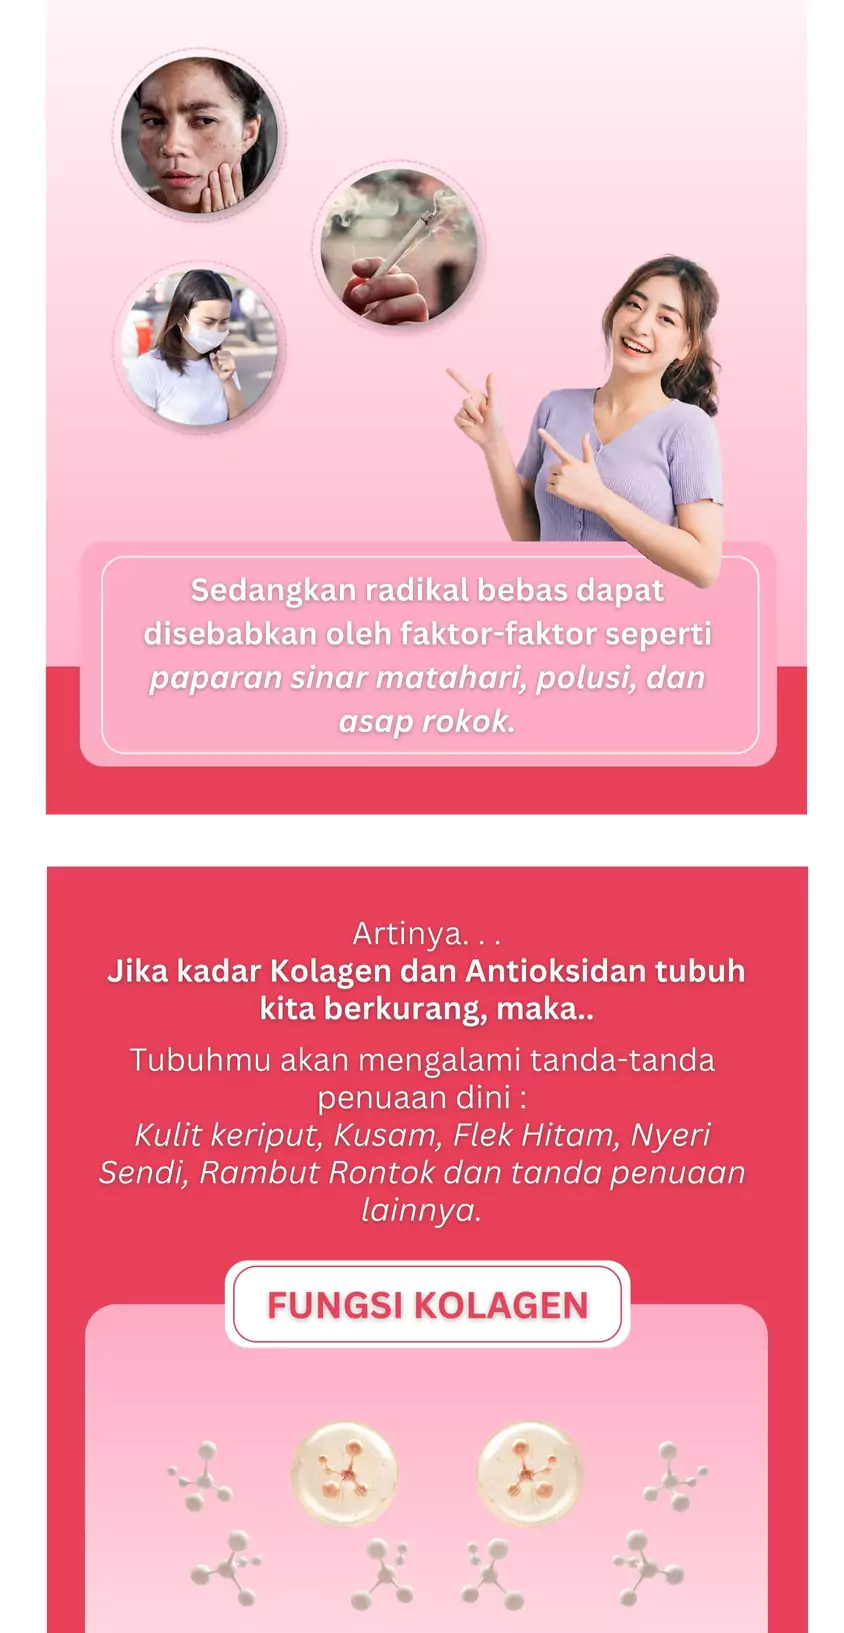 Sedangkan radikal bebas dapat
disebabkan oleh faktor-faktor seperti
paparan sinar matahari, polusi, dan
asap rokok.
Artinya. . .
Jika kadar Kolagen dan Antioksidan tubuh
kita berkurang, maka..
Tubuhmu akan mengalami tanda-tanda
penuaan dini :
Kulit keriput, Kusam, Flek Hitam, Nyeri
Sendi, Rambut Rontok dan tanda penuaan
lainnya.
FUNGSI KOLAGEN